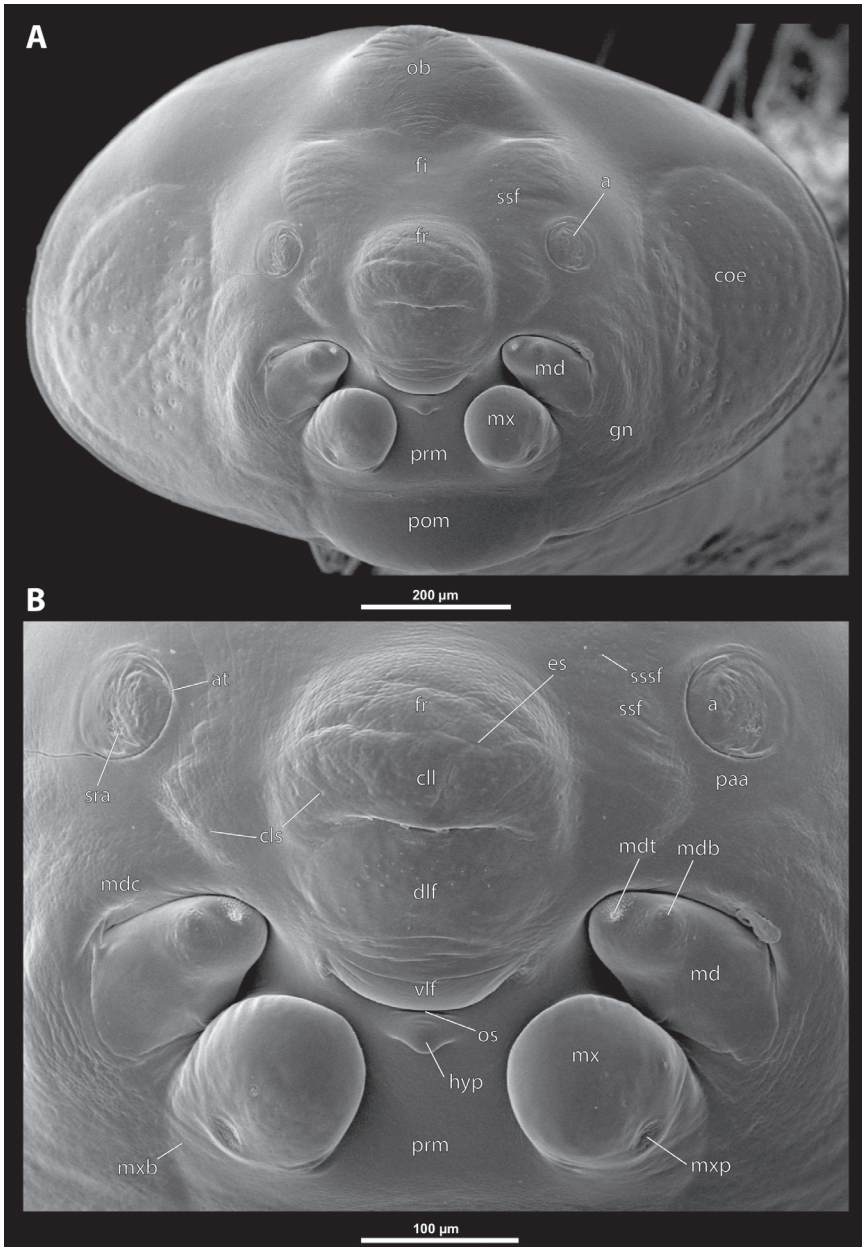 A
ob
fi
ssf
a
fr
coe
md
mx
gn
prm
pom
200 µm
B
at
es
sssf
fr
ssf
a
cll
sra
paa
cls
mdt
mdb
mdc
dlf
md
vlf
os
mx
hyp
prm
mxb
mxp
100 µm